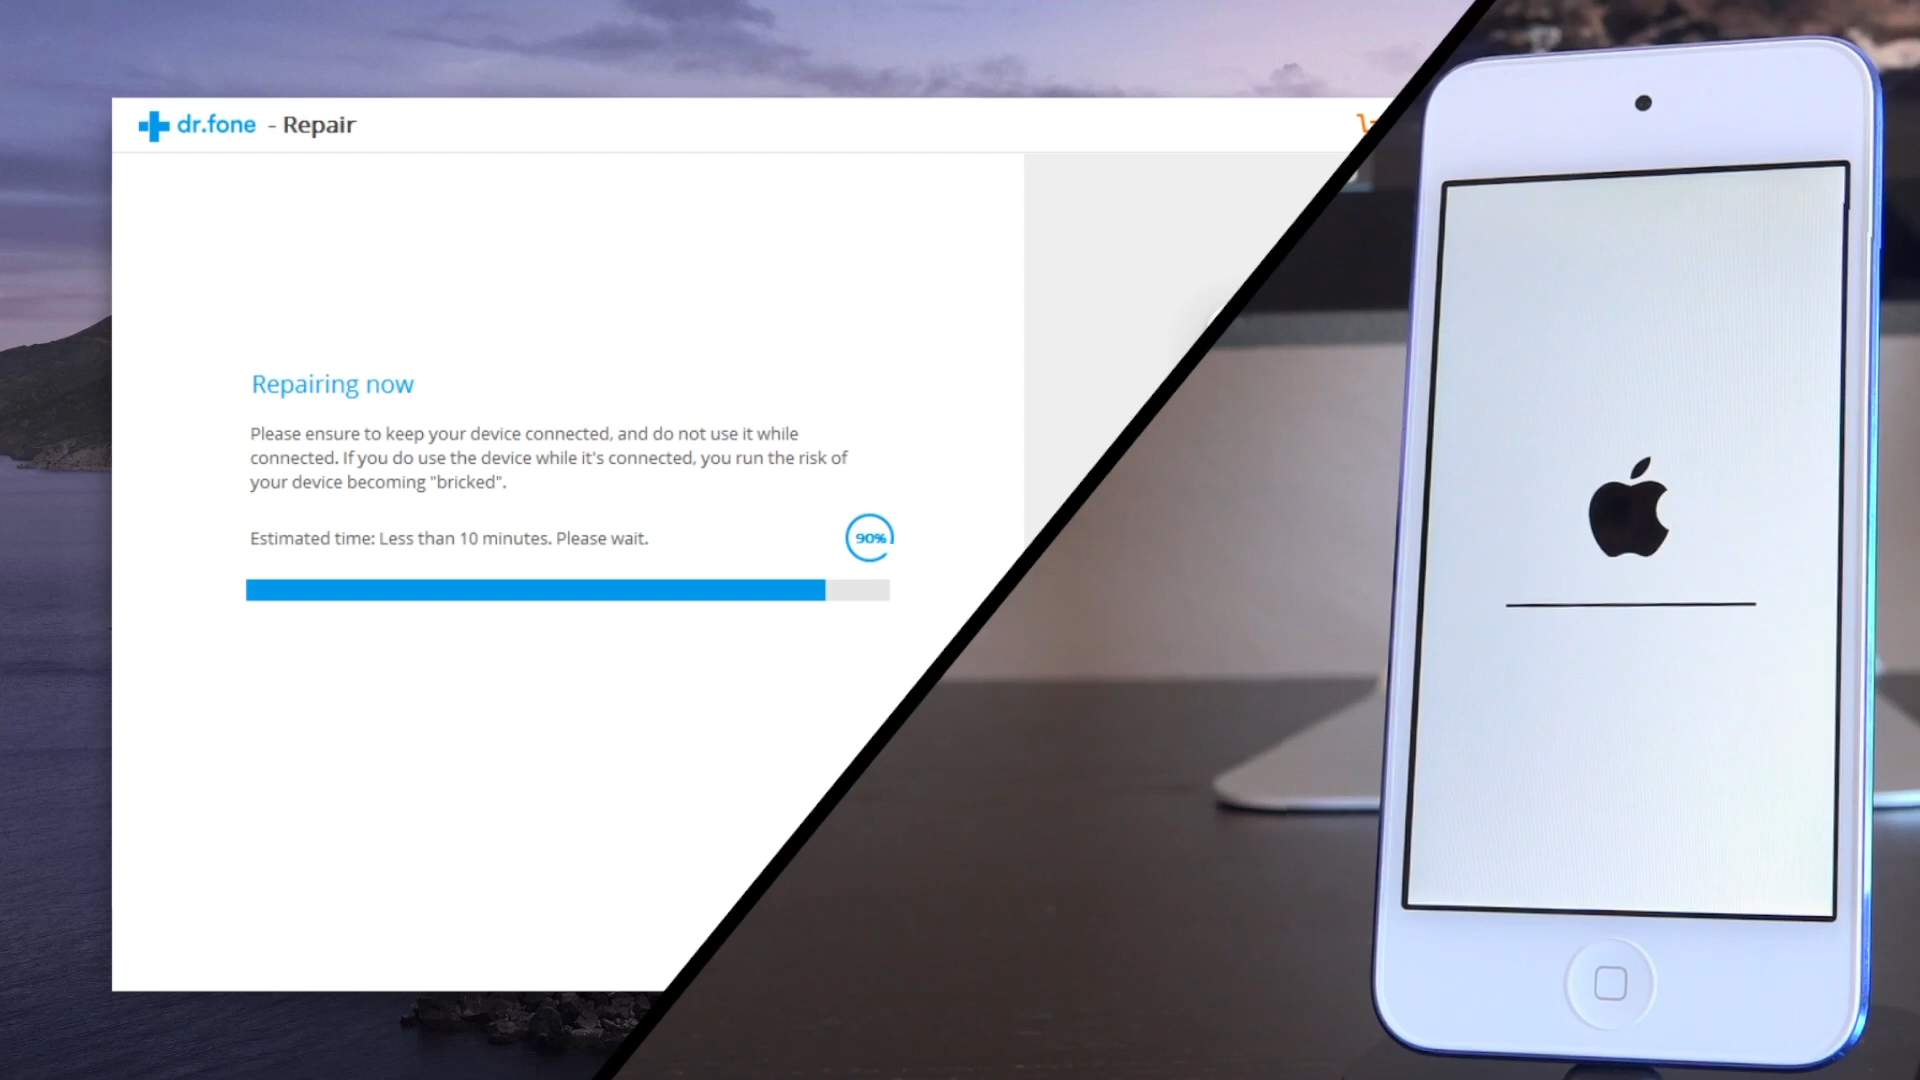 dr.fone - Repair
Repairing now
Please ensure to keep your device connected, and do not use it while
connected. If you do use the device while it's connected, you run the risk of
your device becoming "bricked".
Estimated time: Less than 10 minutes. Please wait.
90%